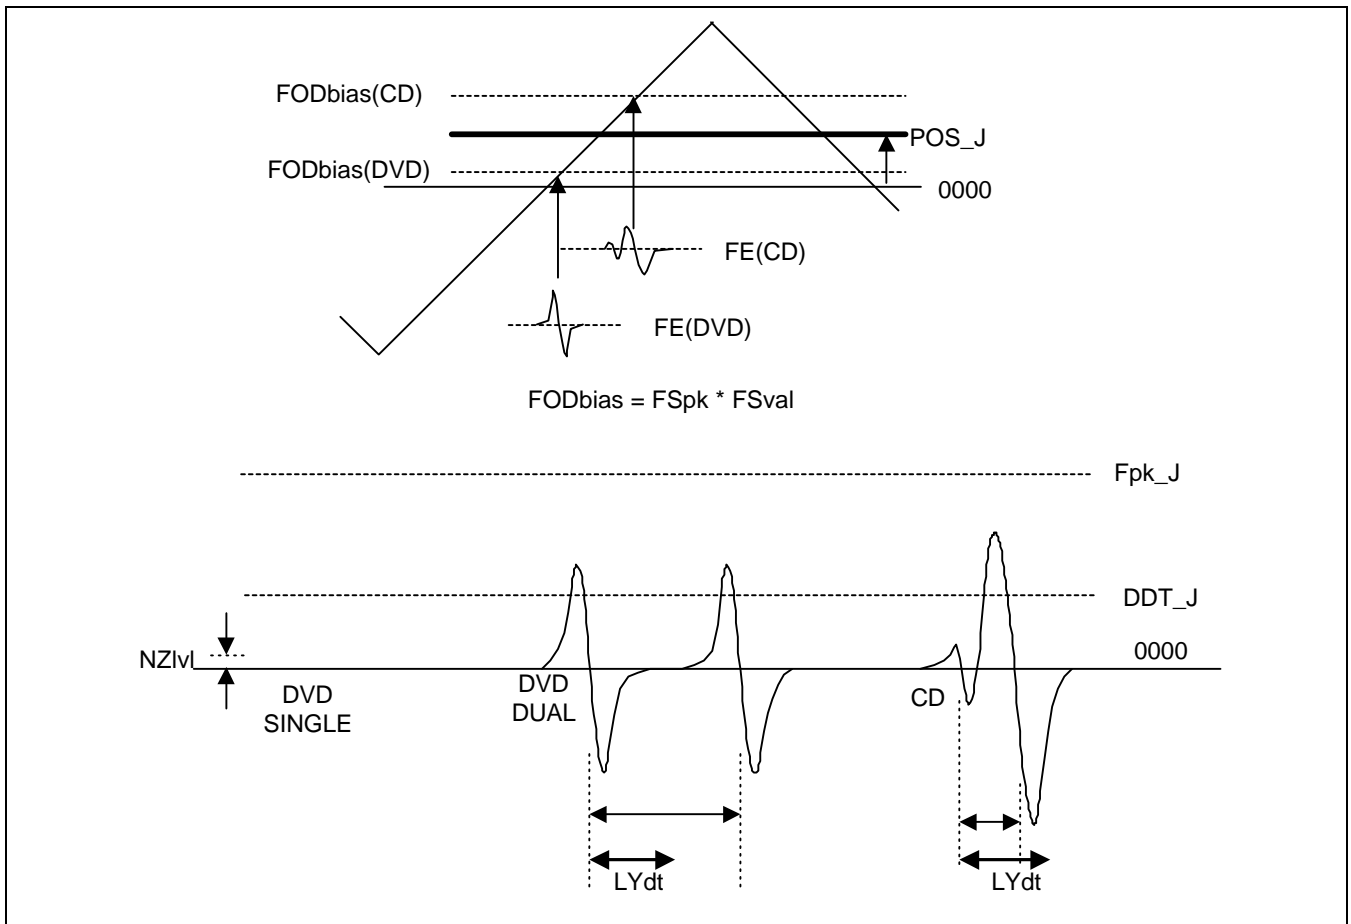 FODbias(CD)
POS_J
FODbias(DVD)
0000
FE(CD)
FE(DVD)
FODbias = FSpk * FSval
Fpk_J
DDT_J
NZlvl
0000
DVD
SINGLE
DVD
DUAL
CD
LYdt
LYdt